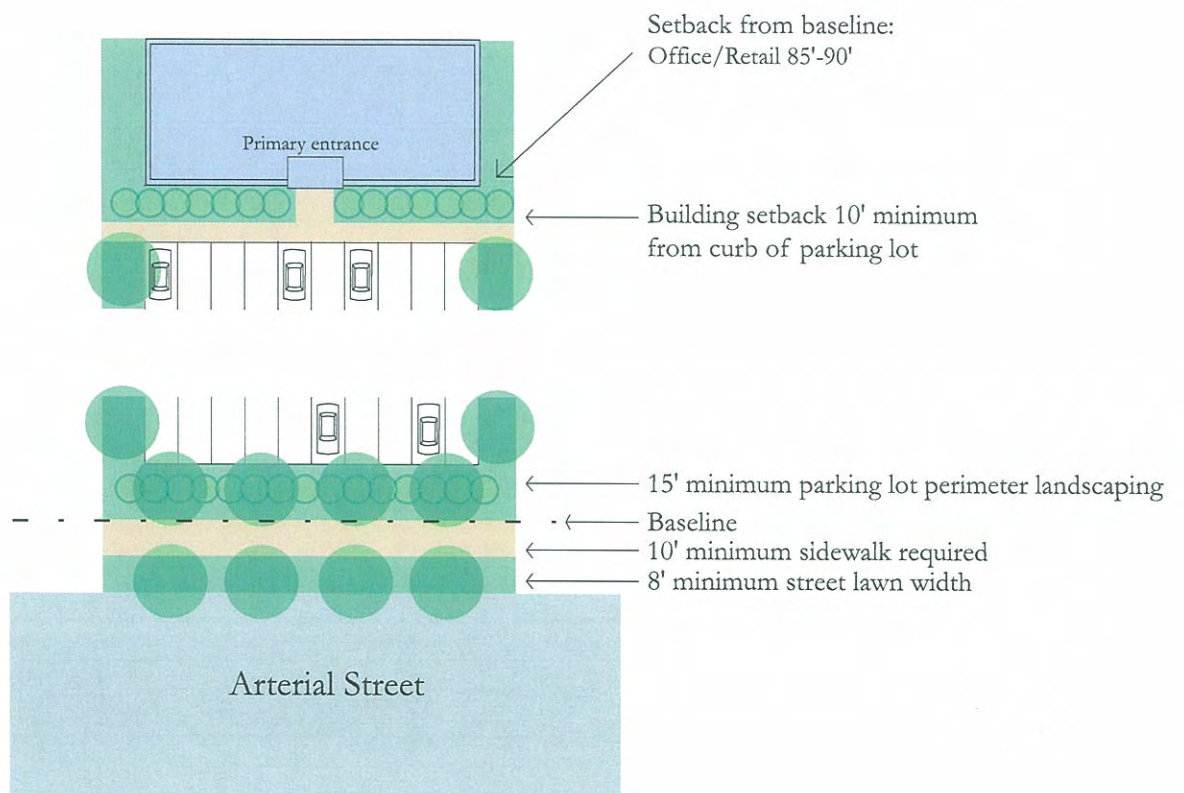 Setback from baseline:
Office/Retail 85'-90'
Primary entrance
Building setback 10' minimum
from curb of parking lot
15' minimum parking lot perimeter landscaping
Baseline
10' minimum sidewalk required
8' minimum street lawn width
Arterial Street